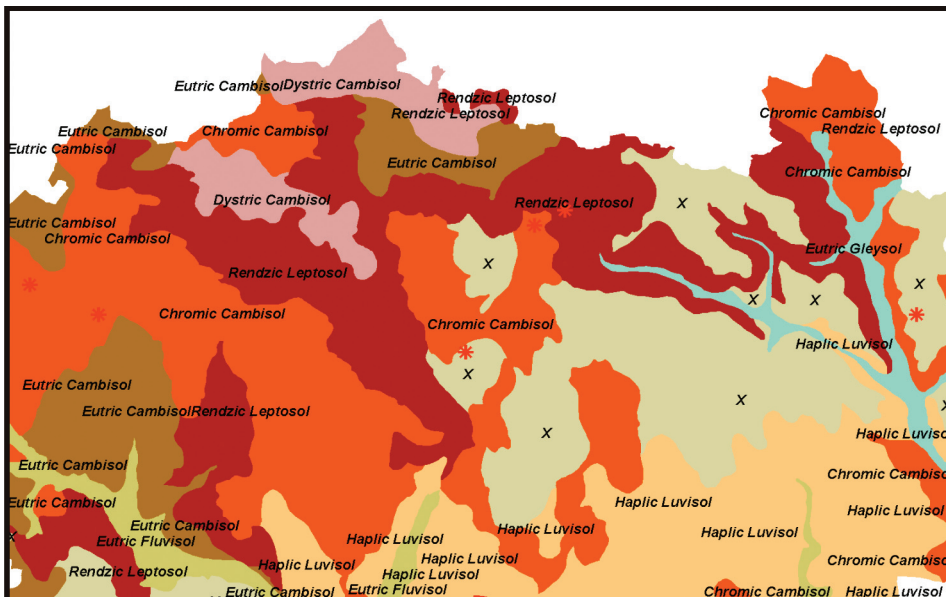 Eutric Cambisol
Dystric Cambisol
Rendzic Leptosol
Rendzic Leptosol
Chromic Cambisol
Rendzic Leptosol
Eutric Cambisol
Chromic Cambisol
Eutric Cambisol
Eutric Cambisol
Chromic Cambisol
Dystric Cambisol
Rendzic Leptosol
x
Eutric Cambisol
Chromic Cambisol
Eutric Gleysol
Rendzic Leptosol
x
x
x
x
Chromic Cambisol
Chromic Cambisol
Haplic Luvisol
x
Eutric Cambisol
x
Eutric Cambisol
Rendzic Leptosol
x
x
Haplic Luvisol
Eutric Cambisol
Chromic Cambiso
Eutric Cambisol
Haplic Luvisol
Haplic Luvisol
Eutric Cambisol
Haplic Luvisol
Haplic Luvisol
x
Eutric Fluvisol
Haplic Luvisol
Haplic Luvisol
Haplic Luvisol
Chromic Cambiso
Rendzic Leptosol
Haplic Luvisol
Eutric Cambisol
Eutric Fluvisol
Chromic Cambisol
Haplic Luvisol